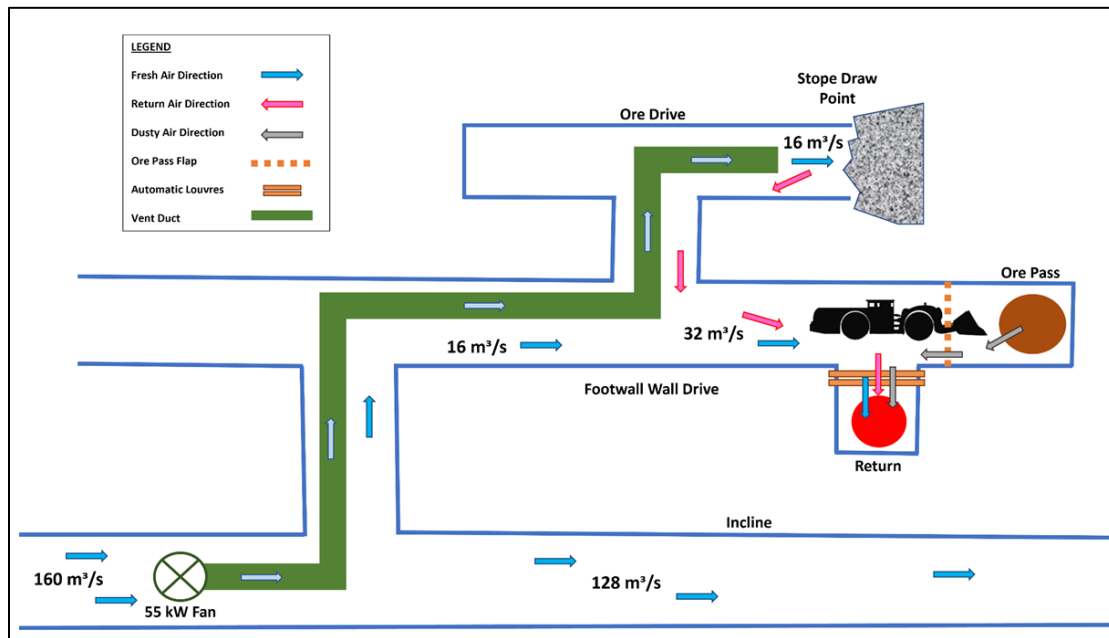 LEGEND
Fresh Air Direction
Return Air Direction
Dusty Air Direction
Ore Pass Flap
Automatic Louvres
Vent Duct
Stope Draw
Point
Ore Drive
16 m³/s
Ore Pass
16 m³/s
32 m³/s
Footwall Wall Drive
Return
Incline
160 m³/s
128 m³/s
55 kW Fan